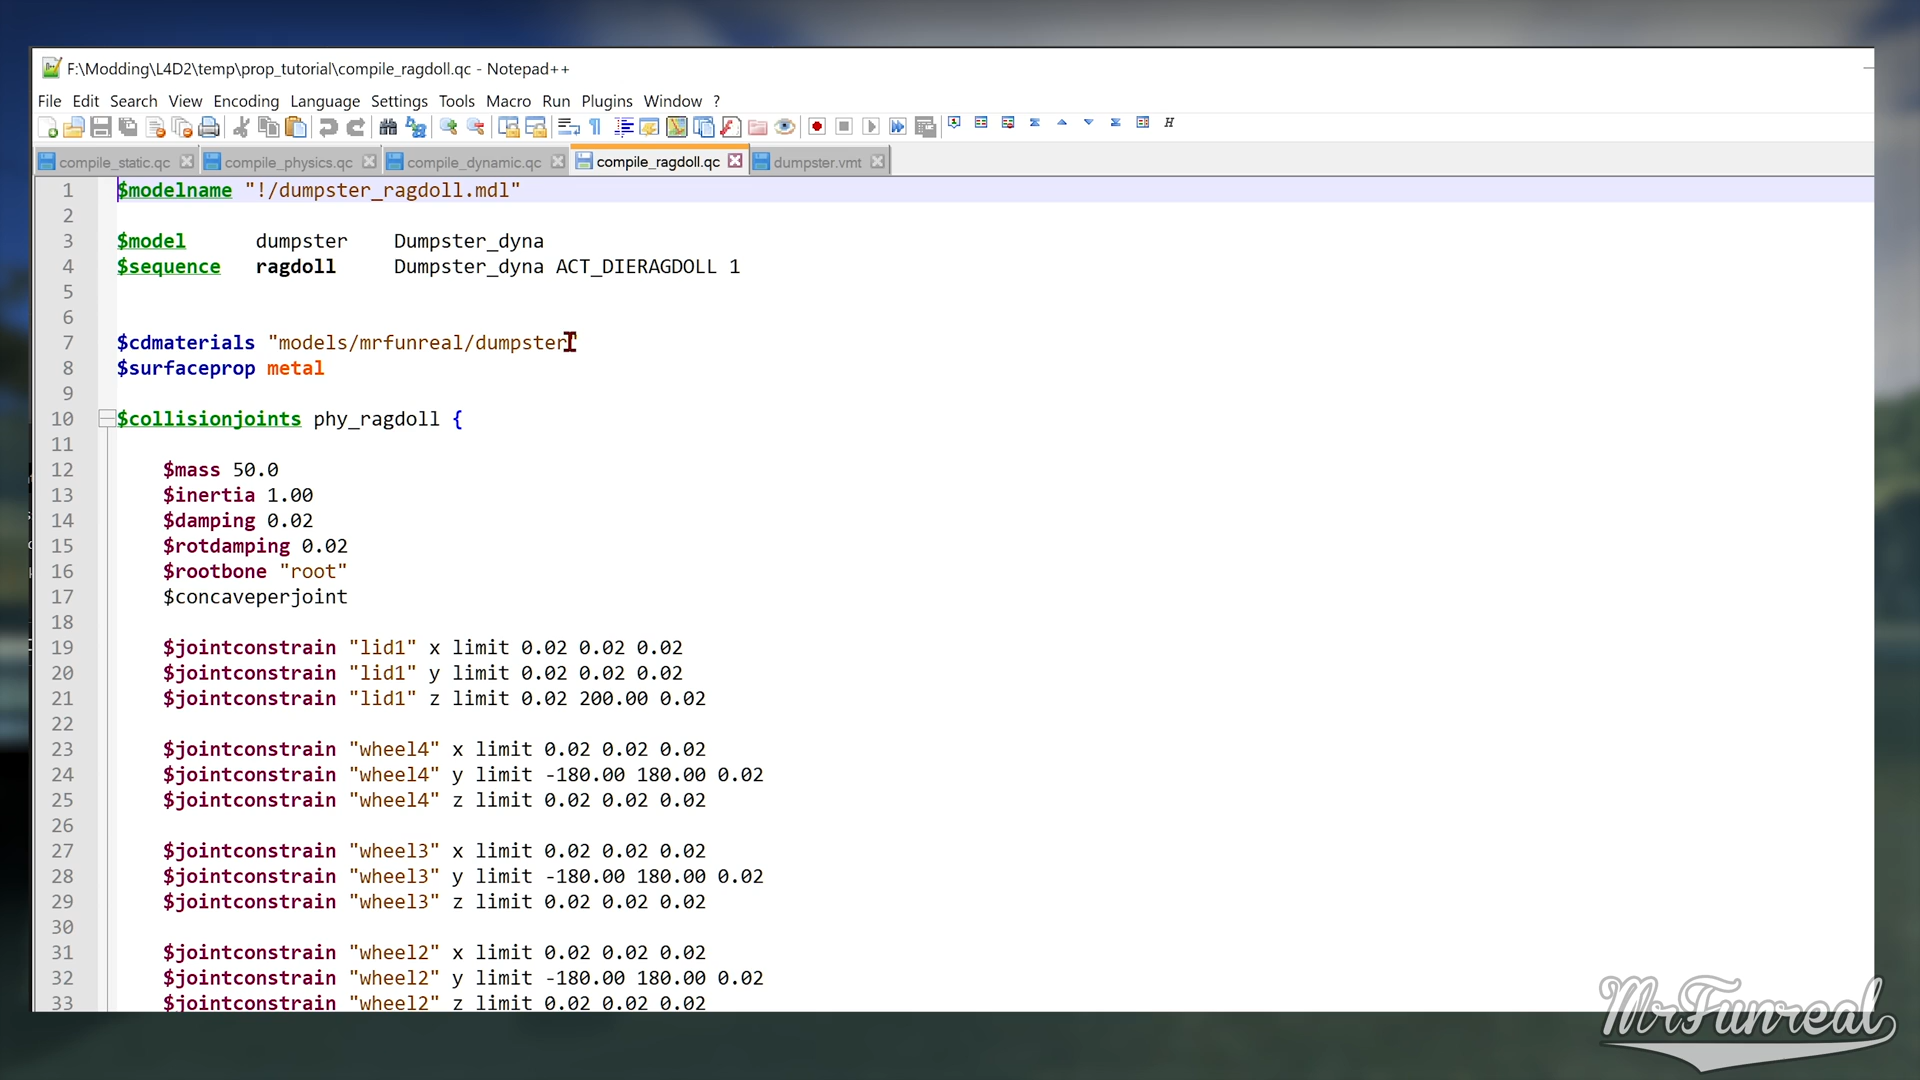 F:\Modding\L4D2\temp\prop_tutorial\compile_ragdoll.qc - Notepad++
File Edit Search View Encoding Language Settings Tools Macro Run Plugins Window ?
compile_static.qc compile_physics.qc compile_dynamic.qc compile_ragdoll.qc dumpster.vmt
1 $modelname "!/dumpster_ragdoll.mdl"
2
3 $model dumpster Dumpster_dyna
4 $sequence ragdoll Dumpster_dyna ACT_DIERAGDOLL 1
5
6
7 $cdmaterials "models/mrfunreal/dumpster"
8 $surfaceprop metal
9
10 $collisionjoints phy_ragdoll {
11
12 $mass 50.0
13 $inertia 1.00
14 $damping 0.02
15 $rotdamping 0.02
16 $rootbone "root"
17 $concaveperjoint
18
19 $jointconstrain "lid1" x limit 0.02 0.02 0.02
20 $jointconstrain "lid1" y limit 0.02 0.02 0.02
21 $jointconstrain "lid1" z limit 0.02 200.00 0.02
22
23 $jointconstrain "wheel4" x limit 0.02 0.02 0.02
24 $jointconstrain "wheel4" y limit -180.00 180.00 0.02
25 $jointconstrain "wheel4" z limit 0.02 0.02 0.02
26
27 $jointconstrain "wheel3" x limit 0.02 0.02 0.02
28 $jointconstrain "wheel3" y limit -180.00 180.00 0.02
29 $jointconstrain "wheel3" z limit 0.02 0.02 0.02
30
31 $jointconstrain "wheel2" x limit 0.02 0.02 0.02
32 $jointconstrain "wheel2" y limit -180.00 180.00 0.02
33 $jointconstrain "wheel2" z limit 0.02 0.02 0.02
MrFunreal